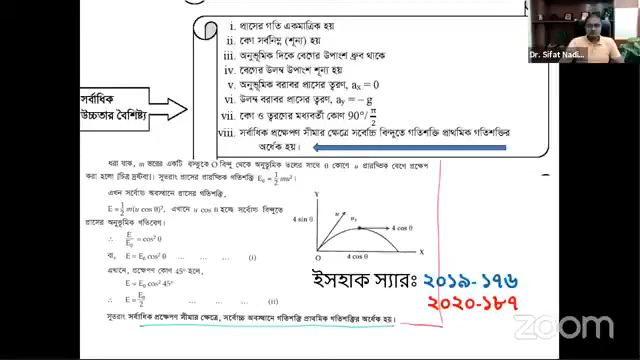 i. প্রাসের গতি একমাত্রিক হয়
ii. বেগ সর্বনিম্ন (শূন্য) হয়
iii. অনুভূমিক দিকে বেগের উপাংশ ধ্রুব থাকে
iv. বেগের উলম্ব উপাংশ শূন্য হয়
v. অনুভূমিক বরাবর প্রাসের ত্বরণ, aₓ = 0
vi. উলম্ব বরাবর প্রাসের ত্বরণ, aᵧ = −g
vii. বেগ ও ত্বরণের মধ্যবর্তী কোণ 90°/ π/2
viii. সর্বাধিক প্রক্ষেপণ সীমার ক্ষেত্রে সর্বোচ্চ বিন্দুতে গতিশক্তি প্রাথমিক গতিশক্তির
অর্ধেক হয়।
সর্বাধিক
উচ্চতার বৈশিষ্ট্য
Dr. Sifat Nadi...
ধরা যাক, m ভরের একটি বস্তুকে O বিন্দু থেকে অনুভূমিক তলের সাথে θ কোণে u প্রারম্ভিক বেগে প্রক্ষেপ
করা হলো [চিত্র দ্রষ্টব্য]। সুতরাং প্রাসের প্রারম্ভিক গতিশক্তি E₀ = 1/2 mu²।
এখন সর্বোচ্চ অবস্থানে প্রাসের গতিশক্তি,
E = 1/2 m(u cos θ)², এখানে u cos θ হচ্ছে সর্বোচ্চ বিন্দুতে
প্রাসের অনুভূমিক গতিবেগ।
∴ E/E₀ = cos² θ
বা, E = E₀ cos² θ ... ... ... (i)
এখানে, প্রক্ষেপণ কোণ 45° হলে,
E = E₀ cos² 45°
∴ E = E₀/2 ... ... ... (ii)
সুতরাং সর্বাধিক প্রক্ষেপণ সীমার ক্ষেত্রে, সর্বোচ্চ অবস্থানে গতিশক্তি প্রাথমিক গতিশক্তির অর্ধেক হয়।
Y
4 sin θ
u
4 cos θ
O
4 cos θ
X
ইসহাক স্যারঃ ২০১৯- ১৭৬
২০২০-১৮৭
zoom